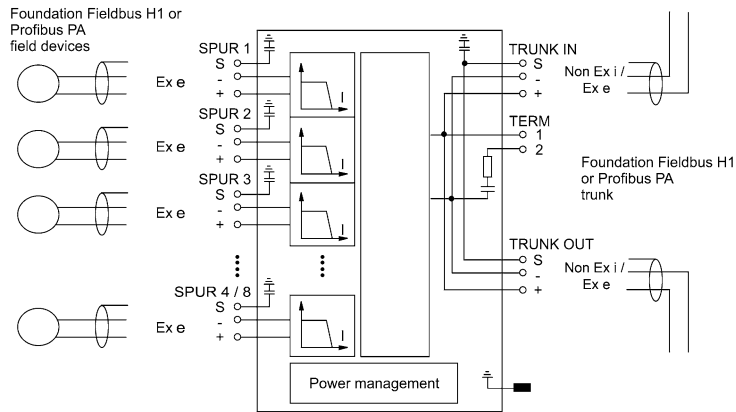 Foundation Fieldbus H1 or
Profibus PA
field devices
SPUR 1
S
-
+
Ex e
I
SPUR 2
S
-
+
Ex e
I
SPUR 3
S
-
+
Ex e
I
SPUR 4 / 8
S
-
+
Ex e
I
Power management
TRUNK IN
S
-
+
Non Ex i /
Ex e
TERM
1
2
Foundation Fieldbus H1
or Profibus PA
trunk
TRUNK OUT
S
-
+
Non Ex i /
Ex e